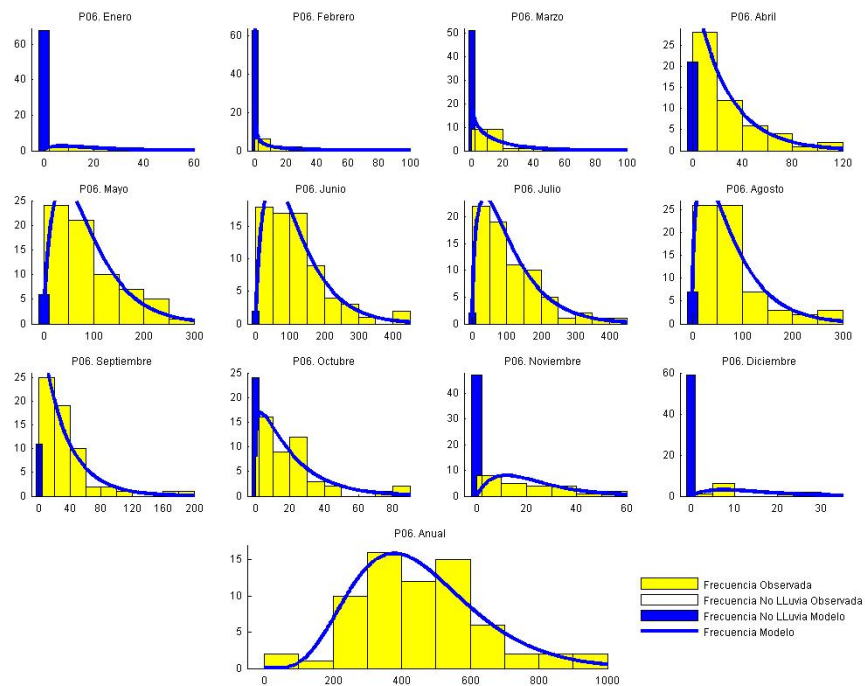 P06. Enero
P06. Febrero
P06. Marzo
P06. Abril
60
40
20
0
0 20 40 60
60
40
20
0
0 20 40 60 80 100
50
40
30
20
10
0
0 20 40 60 80 100
25
20
15
10
5
0
0 40 80 120
P06. Mayo
P06. Junio
P06. Julio
P06. Agosto
25
20
15
10
5
0
0 100 200 300
15
10
5
0
0 100 200 300 400
20
15
10
5
0
0 100 200 300 400
25
20
15
10
5
0
0 100 200 300
P06. Septiembre
P06. Octubre
P06. Noviembre
P06. Diciembre
25
20
15
10
5
0
0 40 80 120 160 200
25
20
15
10
5
0
0 20 40 60 80
40
30
20
10
0
0 20 40 60
60
40
20
0
0 10 20 30
P06. Anual
15
10
5
0
0 200 400 600 800 1000
Frecuencia Observada
Frecuencia No LLuvia Observada
Frecuencia No LLuvia Modelo
Frecuencia Modelo